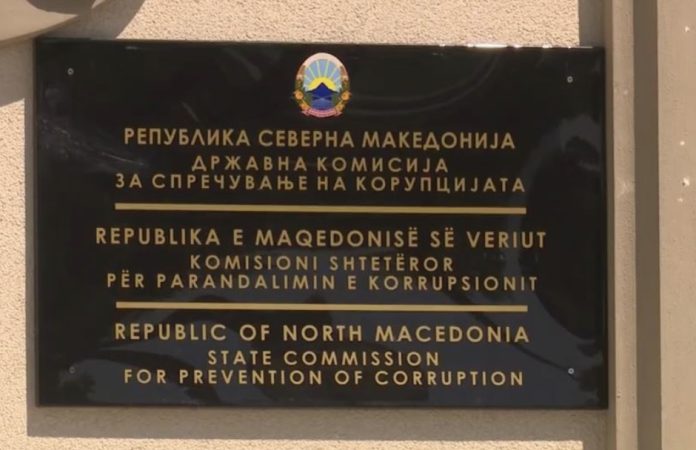 РЕПУБЛИКА СЕВЕРНА МАКЕДОНИЈА
ДРЖАВНА КОМИСИЈА
ЗА СПРЕЧУВАЊЕ НА КОРУПЦИЈАТА
REPUBLIKA E MAQEDONISË SË VERIUT
KOMISIONI SHTETËROR
PËR PARANDALIMIN E KORRUPSIONIT
REPUBLIC OF NORTH MACEDONIA
STATE COMMISSION
FOR PREVENTION OF CORRUPTION